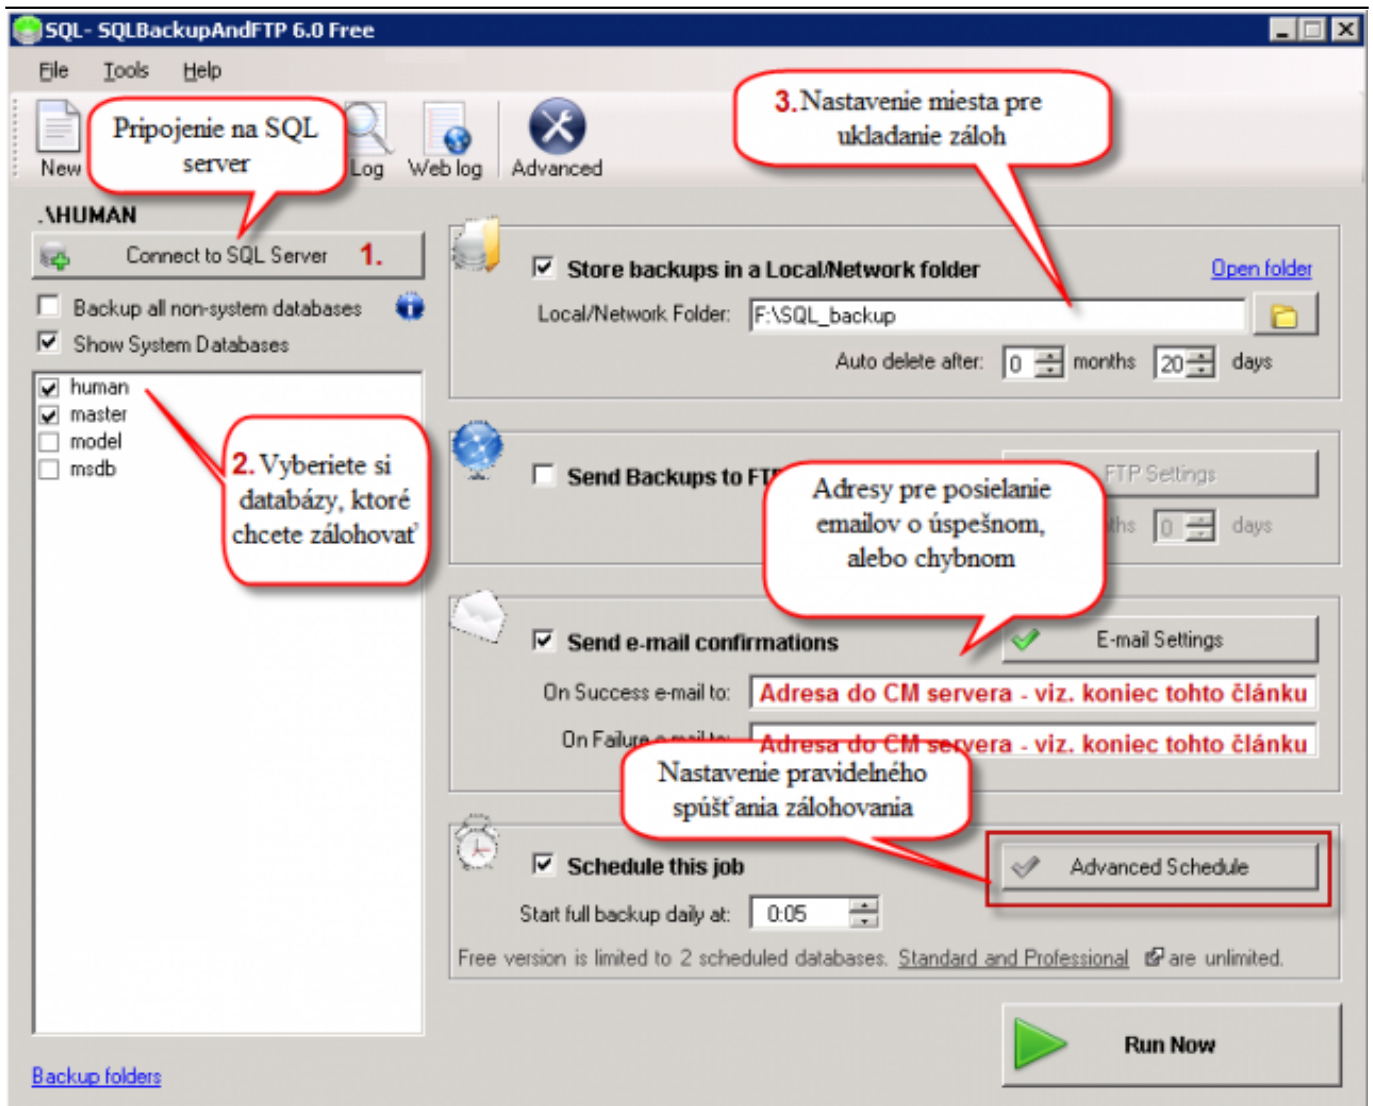 SQL- SQLBackupAndFTP 6.0 Free
File Tools Help
3. Nastavenie miesta pre
ukladanie záloh
Pripojenie na SQL
server
New Log Web log Advanced
.\HUMAN
Connect to SQL Server 1.
Backup all non-system databases
Show System Databases
human
master
model
msdb
2. Vyberiete si
databázy, ktoré
chcete zálohovať
Backup folders
Store backups in a Local/Network folder Open folder
Local/Network Folder: F:\SQL_backup
Auto delete after: 0 months 20 days
Send Backups to FTP Settings
0 days
Adresy pre posielanie
emailov o úspešnom,
alebo chybnom
Send e-mail confirmations E-mail Settings
On Success e-mail to: Adresa do CM servera - viz. koniec tohto článku
On Failure e-mail to: Adresa do CM servera - viz. koniec tohto článku
Nastavenie pravidelného
spúšťania zálohovania
Schedule this job Advanced Schedule
Start full backup daily at: 0:05
Free version is limited to 2 scheduled databases. Standard and Professional are unlimited.
Run Now